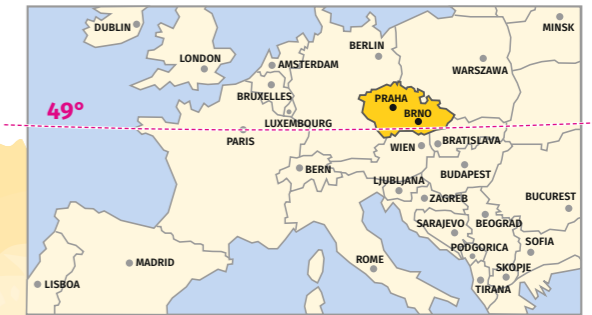 DUBLIN
MINSK
BERLIN
LONDON
AMSTERDAM
WARSZAWA
BRUXELLES
PRAHA
49°
BRNO
LUXEMBOURG
PARIS
WIEN
BRATISLAVA
BERN
BUDAPEST
LJUBLJANA
ZAGREB
BUCUREST
SARAJEVO
BEOGRAD
SOFIA
PODGORICA
ROME
MADRID
SKOPJE
LISBOA
TIRANA